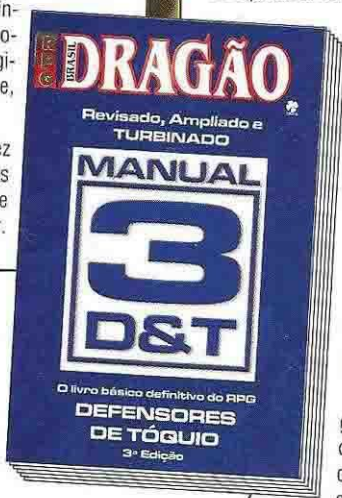 RPG
BRASIL
DRAGÃO
Revisado, Ampliado e
TURBINADO
MANUAL
3
D&T
O livro básico definitivo do RPG
DEFENSORES
DE TÓQUIO
3ª Edição